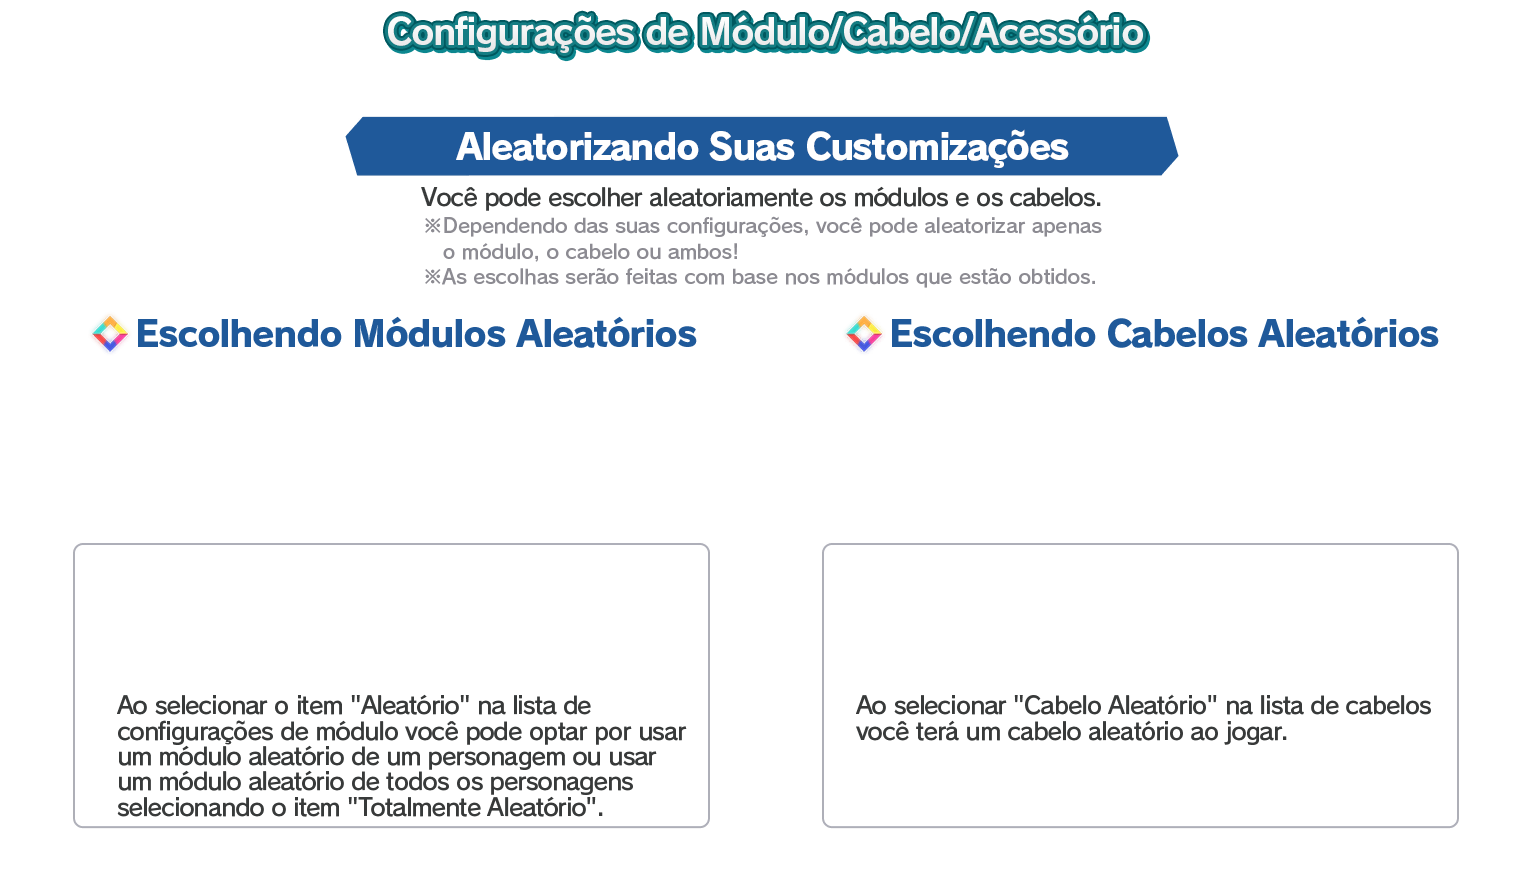 Configurações de Módulo/Cabelo/Acessório
Aleatorizando Suas Customizações
Você pode escolher aleatoriamente os módulos e os cabelos.
※Dependendo das suas configurações, você pode aleatorizar apenas
o módulo, o cabelo ou ambos!
※As escolhas serão feitas com base nos módulos que estão obtidos.
Escolhendo Módulos Aleatórios
Ao selecionar o item "Aleatório" na lista de
configurações de módulo você pode optar por usar
um módulo aleatório de um personagem ou usar
um módulo aleatório de todos os personagens
selecionando o item "Totalmente Aleatório".
Escolhendo Cabelos Aleatórios
Ao selecionar "Cabelo Aleatório" na lista de cabelos
você terá um cabelo aleatório ao jogar.